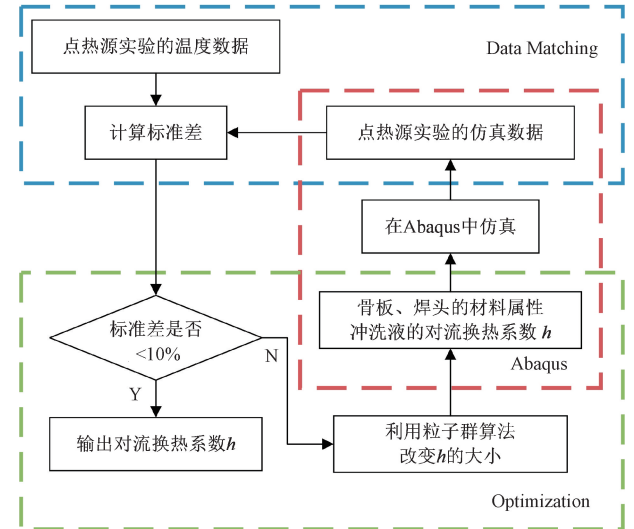 点热源实验的温度数据
Data Matching
计算标准差
点热源实验的仿真数据
在Abaqus中仿真
骨板、焊头的材料属性
冲洗液的对流换热系数 h
Abaqus
标准差是否
<10%
N
Y
输出对流换热系数h
利用粒子群算法
改变h的大小
Optimization